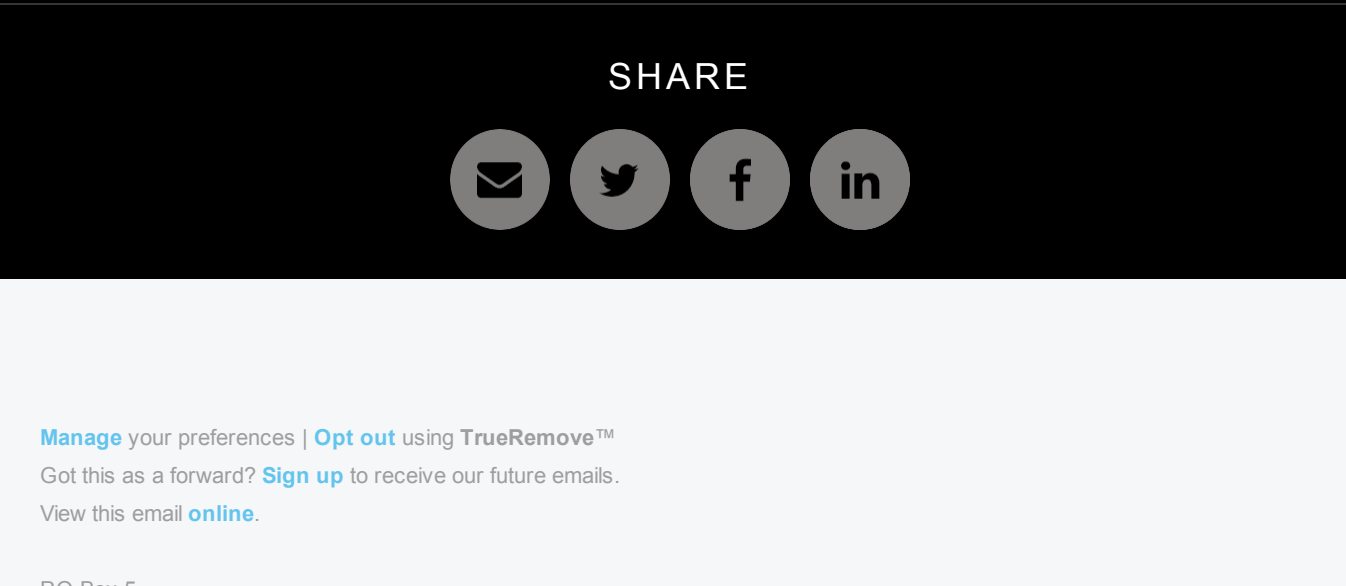 SHARE
Manage your preferences | Opt out using TrueRemove™
Got this as a forward? Sign up to receive our future emails.
View this email online.